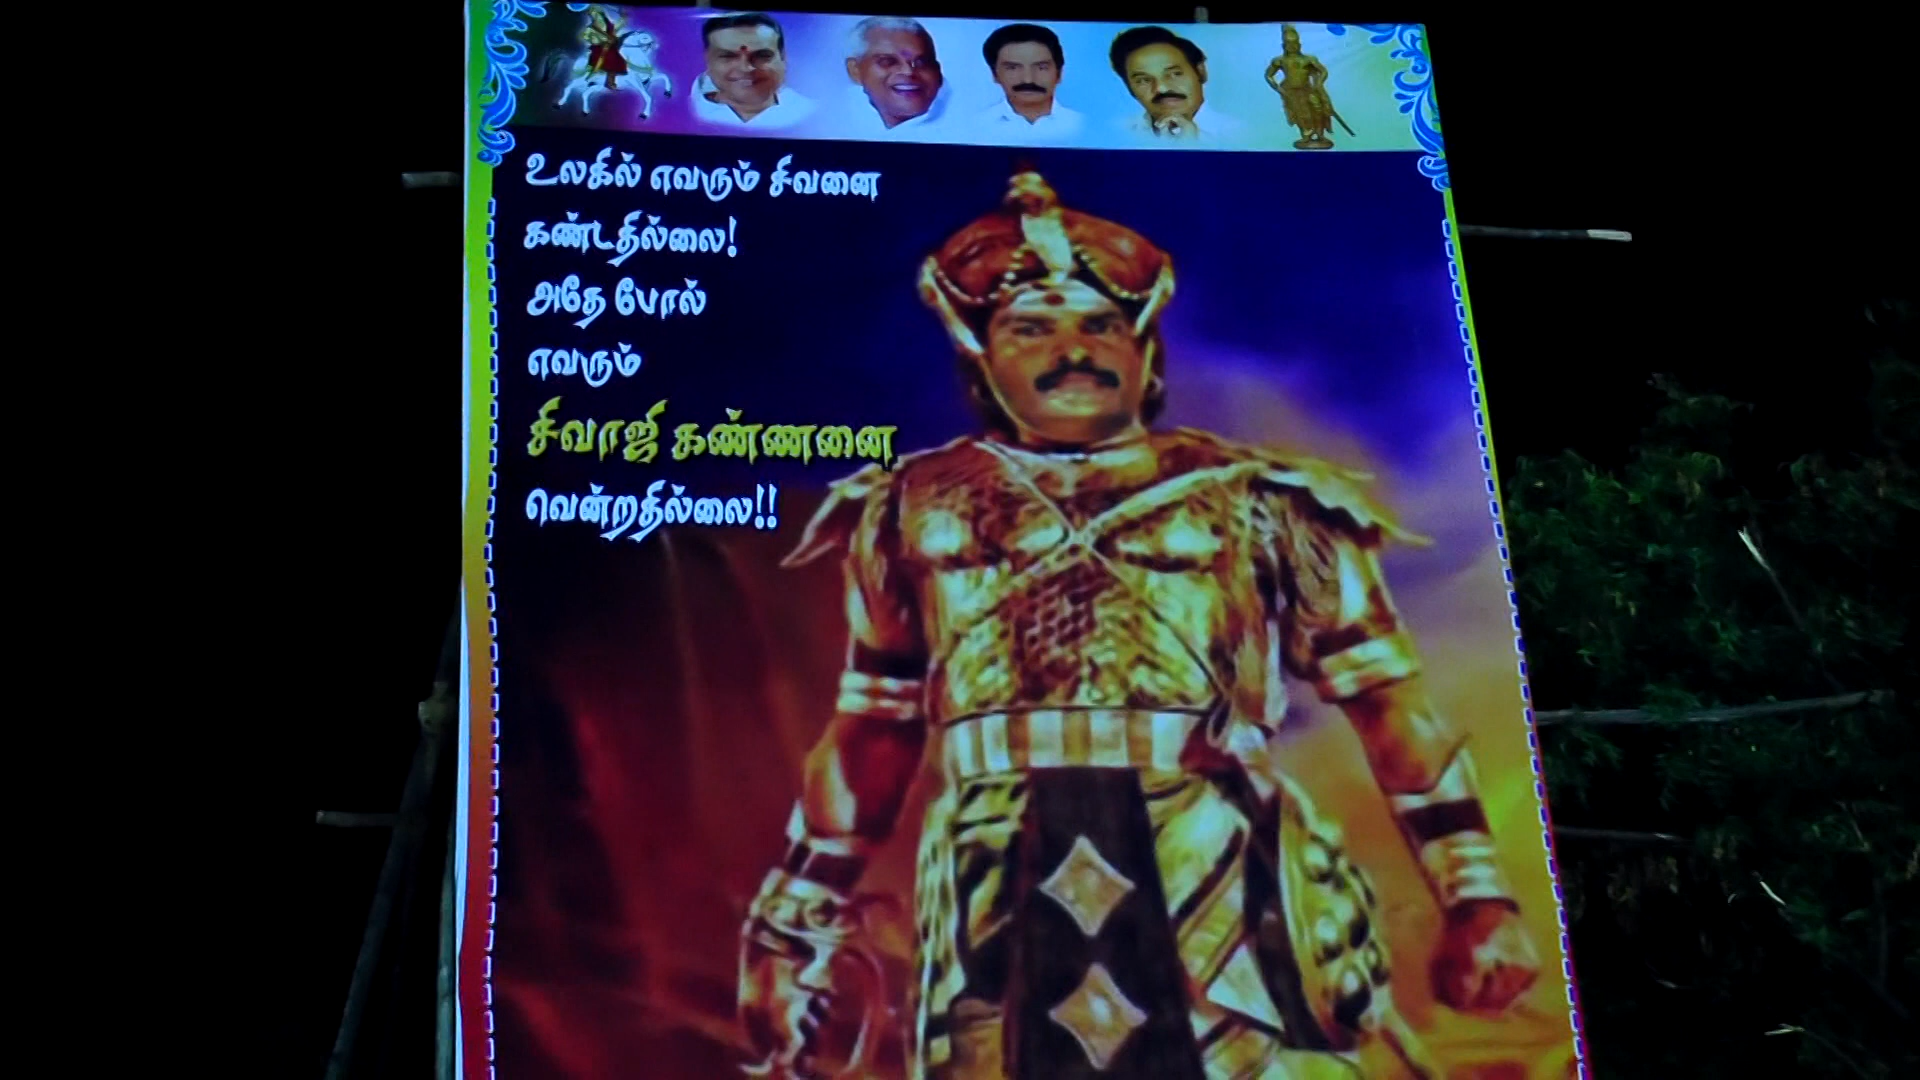 உலகில் எவரும் சிவனை
கண்டதில்லை!
அதே போல்
எவரும்
சிவாஜி கண்ணனை
வென்றதில்லை!!